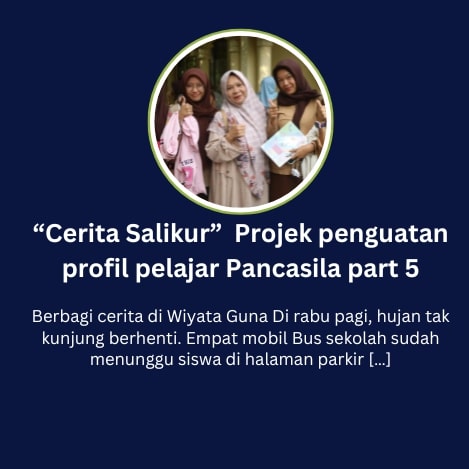 “Cerita Salikur”  Projek penguatan
profil pelajar Pancasila part 5
Berbagi cerita di Wiyata Guna Di rabu pagi, hujan tak
kunjung berhenti. Empat mobil Bus sekolah sudah
menunggu siswa di halaman parkir [...]